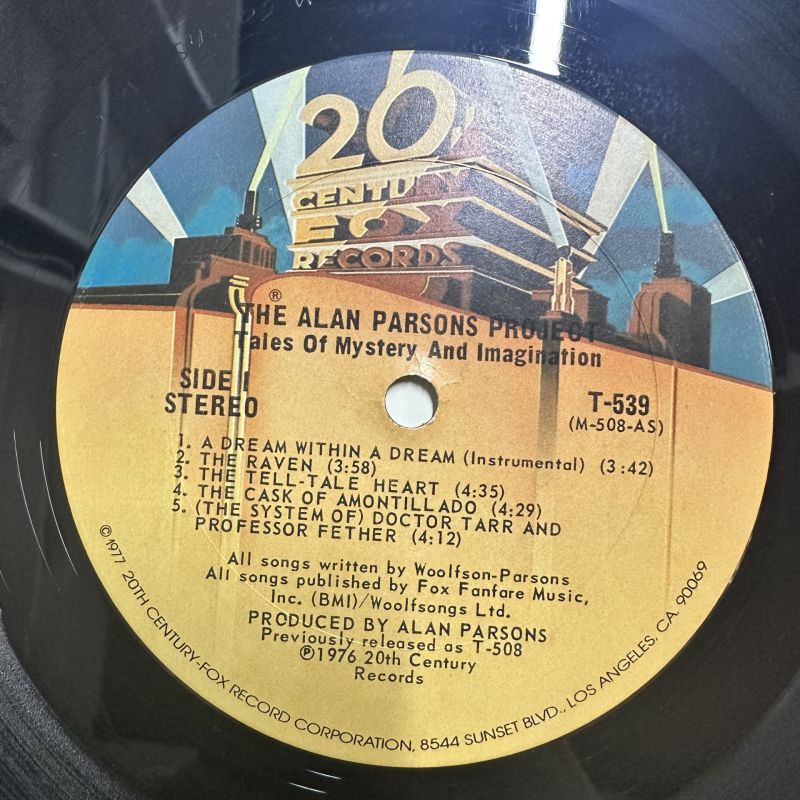 20
CENTURY
FOX
RECORDS
®
THE ALAN PARSONS PROJECT
Tales Of Mystery And Imagination
SIDE I
STEREO
T-539
(M-508-AS)
1. A DREAM WITHIN A DREAM (Instrumental) (3:42)
2. THE RAVEN (3:58)
3. THE TELL-TALE HEART (4:35)
4. THE CASK OF AMONTILLADO (4:29)
5. (THE SYSTEM OF) DOCTOR TARR AND
PROFESSOR FETHER (4:12)
All songs written by Woolfson-Parsons
All songs published by Fox Fanfare Music,
Inc. (BMI)/Woolfsongs Ltd.
PRODUCED BY ALAN PARSONS
Previously released as T-508
℗1976 20th Century
Records
©1977 20TH CENTURY-FOX RECORD CORPORATION, 8544 SUNSET BLVD., LOS ANGELES, CA. 90069